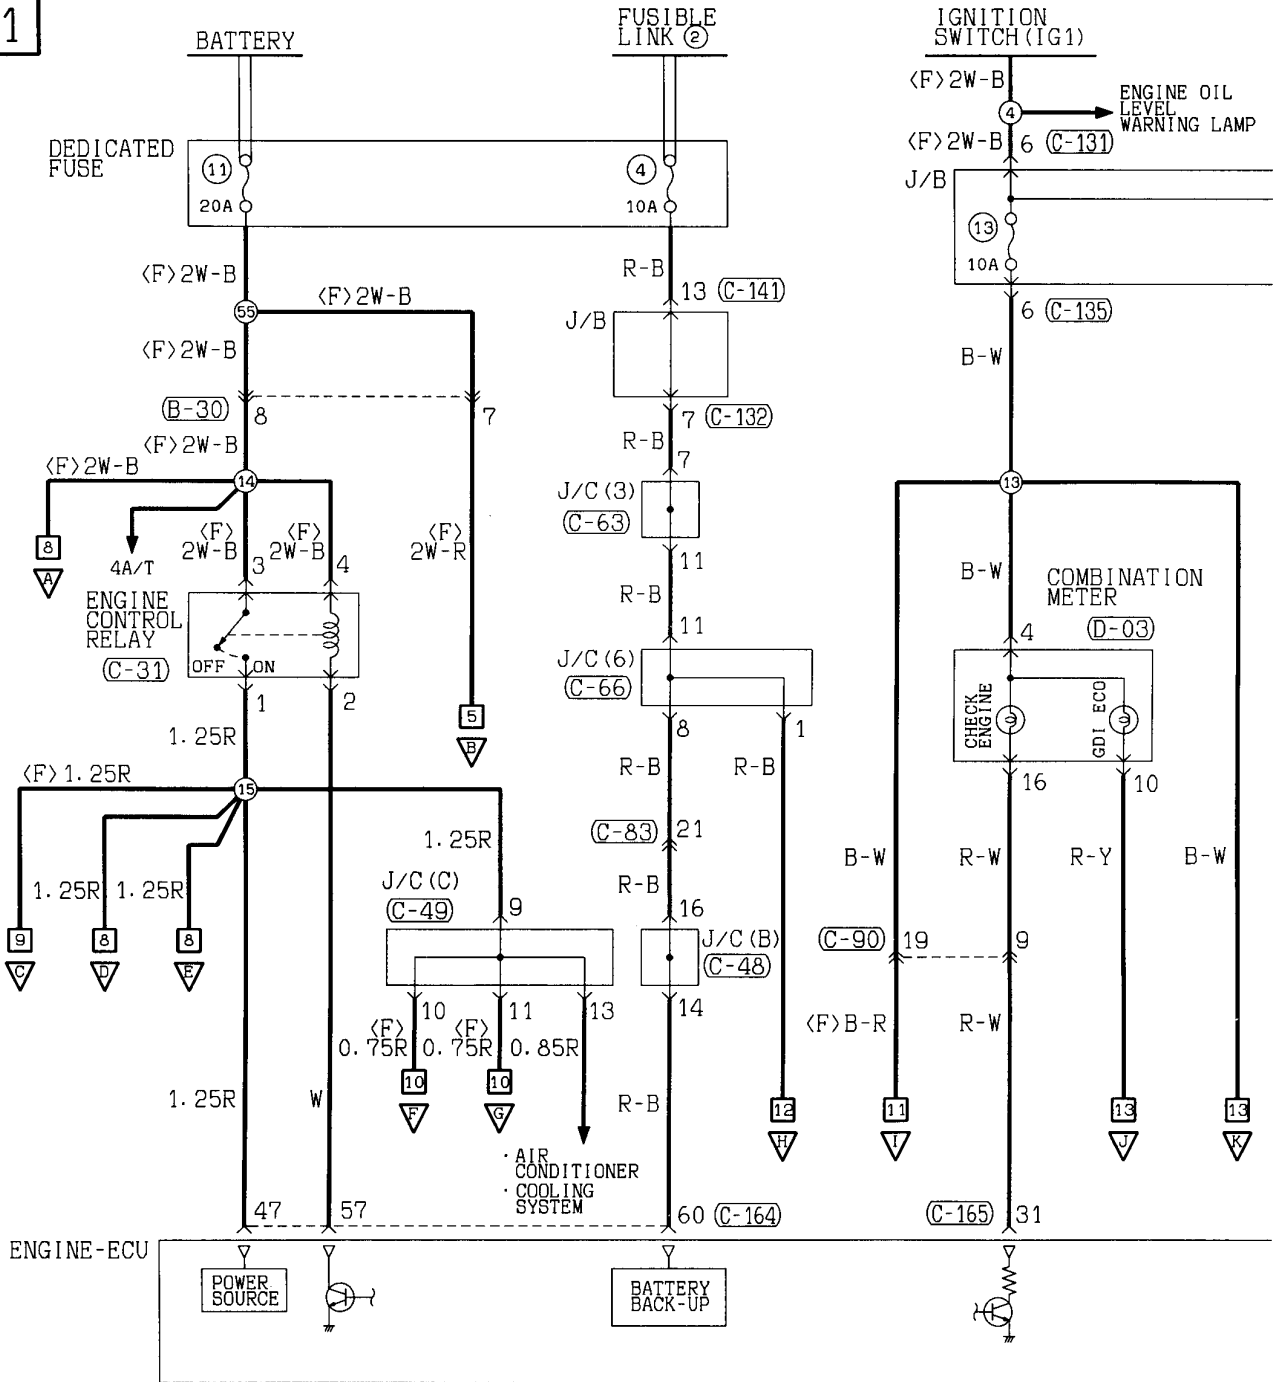 1
BATTERY
FUSIBLE
LINK ②
IGNITION
SWITCH(IG1)
<F>2W-B
4
ENGINE OIL
LEVEL
WARNING LAMP
<F>2W-B
6
C-131
DEDICATED
FUSE
11
20A
4
10A
J/B
13
10A
<F>2W-B
R-B
13
C-141
6
C-135
<F>2W-B
55
J/B
<F>2W-B
B-W
B-30
8
7
7
C-132
<F>2W-B
R-B
7
<F>2W-B
14
J/C(3)
C-63
13
8
A
4A/T
<F>
2W-B
<F>
2W-B
<F>
2W-R
3
4
11
B-W
R-B
COMBINATION
METER
D-03
ENGINE
CONTROL
RELAY
C-31
OFF
ON
11
4
J/C(6)
C-66
CHECK
ENGINE
GDI ECO
1
2
5
B
8
1
1.25R
R-B
R-B
16
10
<F>1.25R
15
1.25R
C-83
21
B-W
R-W
R-Y
B-W
1.25R
1.25R
J/C(C)
C-49
9
R-B
16
9
C
8
D
8
E
J/C(B)
C-48
C-90
19
9
10
11
13
14
<F>
0.75R
<F>
0.75R
0.85R
<F>B-R
R-W
10
F
10
G
1.25R
W
R-B
12
H
11
I
13
J
13
K
· AIR
CONDITIONER
· COOLING
SYSTEM
47
57
60
C-164
C-165
31
ENGINE-ECU
POWER
SOURCE
BATTERY
BACK-UP